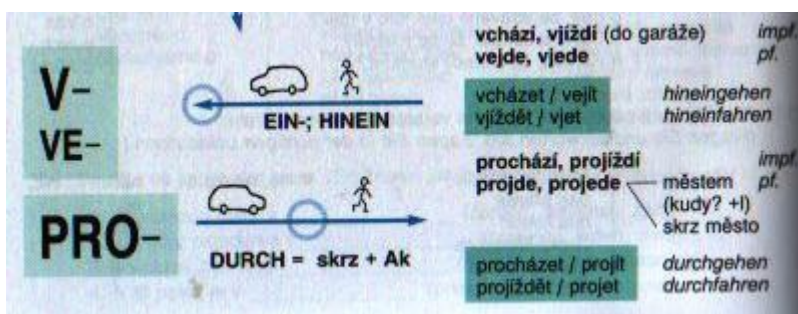 vchází, vjíždí (do garáže) impf.
vejde, vjede pf.
V–
VE–
EIN-; HINEIN
vcházet / vejít hineingehen
vjíždět / vjet hineinfahren
prochází, projíždí impf.
projde, projede městem pf.
(kudy? +I)
skrz město
PRO–
DURCH = skrz + Ak
procházet / projít durchgehen
projíždět / projet durchfahren